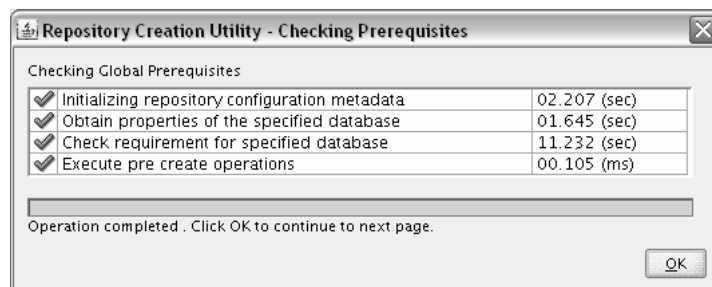 Repository Creation Utility - Checking Prerequisites
Checking Global Prerequisites
Initializing repository configuration metadata 02.207 (sec)
Obtain properties of the specified database 01.645 (sec)
Check requirement for specified database 11.232 (sec)
Execute pre create operations 00.105 (ms)
Operation completed . Click OK to continue to next page.
OK